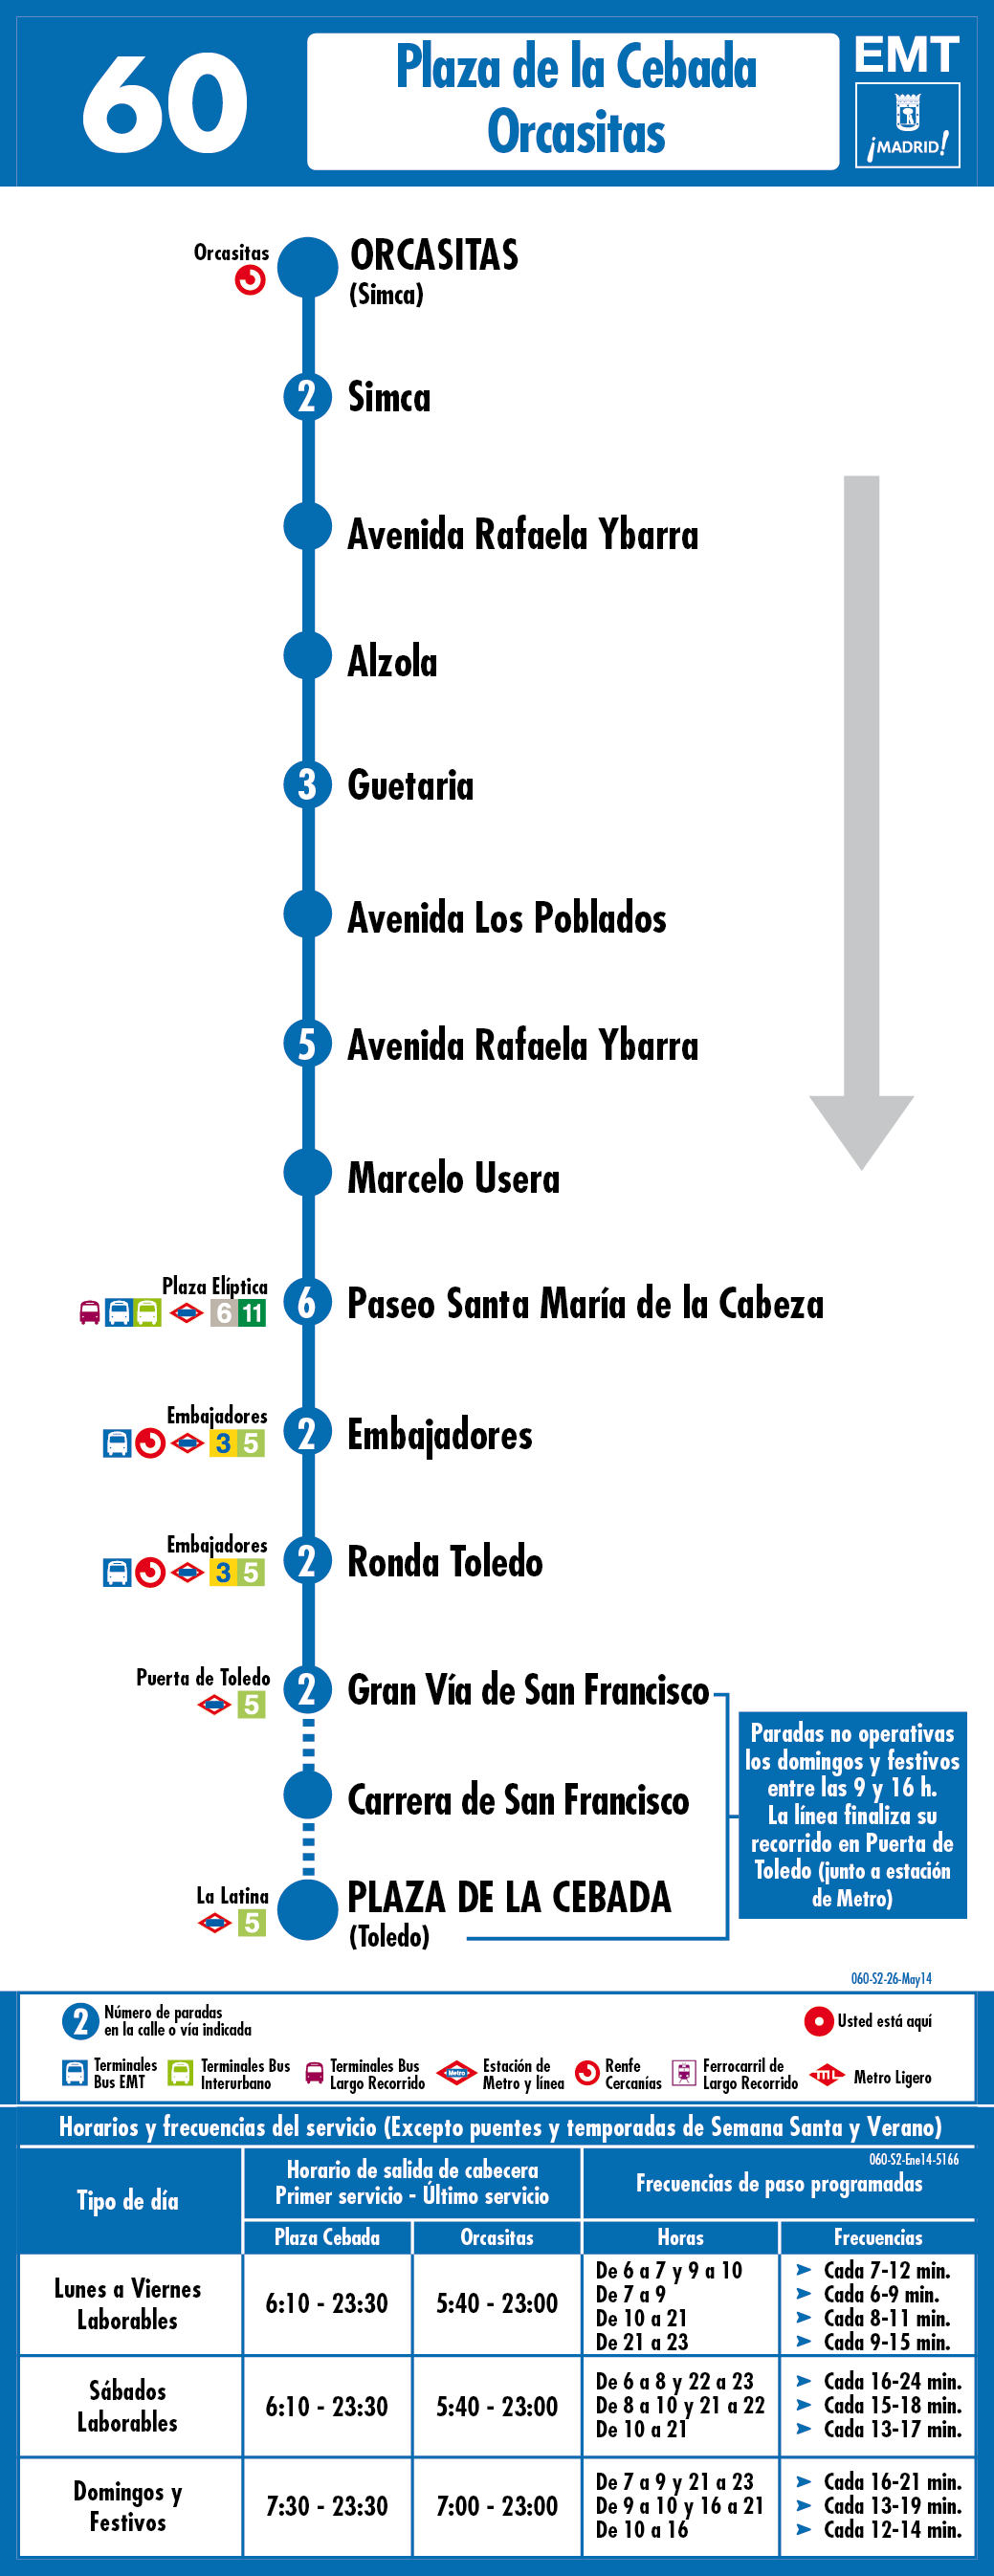 60
Plaza de la Cebada
Orcasitas
EMT
¡MADRID!
Orcasitas
ORCASITAS
(Simca)
2
Simca
Avenida Rafaela Ybarra
Alzola
3
Guetaria
Avenida Los Poblados
5
Avenida Rafaela Ybarra
Marcelo Usera
Plaza Elíptica
6 11
6
Paseo Santa María de la Cabeza
Embajadores
3 5
2
Embajadores
Embajadores
3 5
2
Ronda Toledo
Puerta de Toledo
5
2
Gran Vía de San Francisco
Paradas no operativas
los domingos y festivos
entre las 9 y 16 h.
La línea finaliza su
recorrido en Puerta de
Toledo (junto a estación
de Metro)
Carrera de San Francisco
La Latina
5
PLAZA DE LA CEBADA
(Toledo)
060-S2-26-May14
2
Número de paradas
en la calle o vía indicada
Usted está aquí
Terminales
Bus EMT
Terminales Bus
Interurbano
Terminales Bus
Largo Recorrido
Metro
Estación de
Metro y línea
Renfe
Cercanías
Ferrocarril de
Largo Recorrido
ML
Metro Ligero
Horarios y frecuencias del servicio (Excepto puentes y temporadas de Semana Santa y Verano)
060-S2-Ene14-5166
Tipo de día
Horario de salida de cabecera
Primer servicio - Último servicio
Frecuencias de paso programadas
Plaza Cebada
Orcasitas
Horas
Frecuencias
Lunes a Viernes
Laborables
6:10 - 23:30
5:40 - 23:00
De 6 a 7 y 9 a 10 Cada 7-12 min.
De 7 a 9 Cada 6-9 min.
De 10 a 21 Cada 8-11 min.
De 21 a 23 Cada 9-15 min.
Sábados
Laborables
6:10 - 23:30
5:40 - 23:00
De 6 a 8 y 22 a 23 Cada 16-24 min.
De 8 a 10 y 21 a 22 Cada 15-18 min.
De 10 a 21 Cada 13-17 min.
Domingos y
Festivos
7:30 - 23:30
7:00 - 23:00
De 7 a 9 y 21 a 23 Cada 16-21 min.
De 9 a 10 y 16 a 21 Cada 13-19 min.
De 10 a 16 Cada 12-14 min.